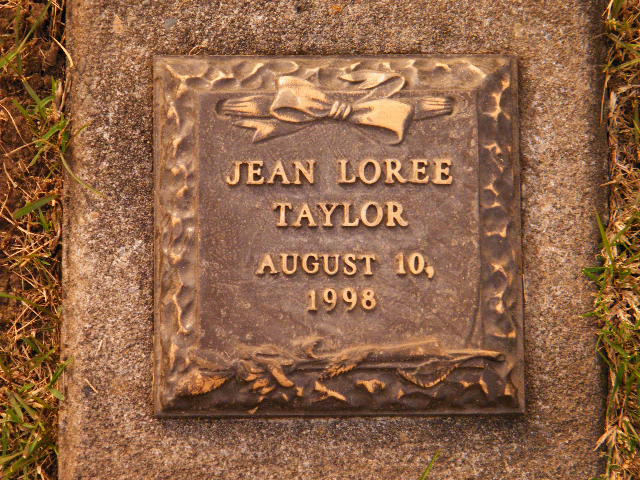 JEAN LOREE
TAYLOR
AUGUST 10,
1998